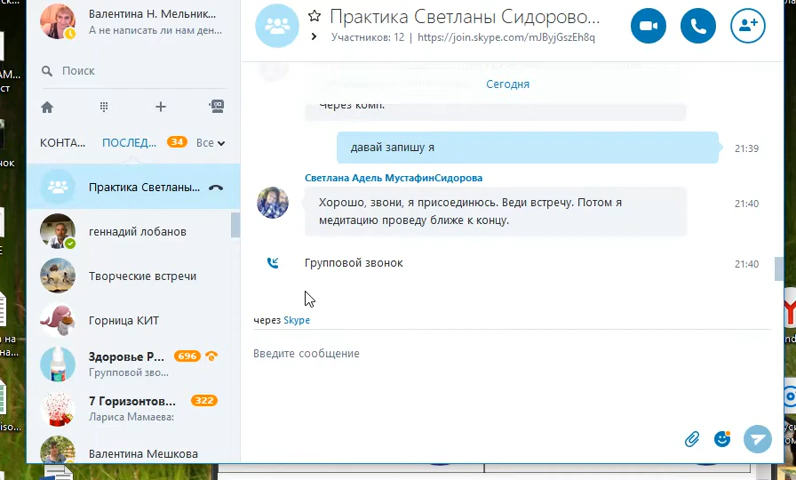 Валентина Н. Мельник...
А не написать ли нам ден...
Поиск
КОНТА...
ПОСЛЕД...
34
Все
Практика Светланы...
геннадий лобанов
Творческие встречи
Горница КИТ
Здоровье Р...
696
Групповой зво...
7 Горизонтов...
322
Лариса Мамаева:
Валентина Мешкова
Практика Светланы Сидорово...
Участников: 12 | https://join.skype.com/mJByjGszEh8q
Сегодня
Через комп.
давай запишу я
21:39
Светлана Адель МустафинСидорова
Хорошо, звони, я присоединюсь. Веди встречу. Потом я
медитацию проведу ближе к концу.
21:40
Групповой звонок
21:40
через Skype
Введите сообщение